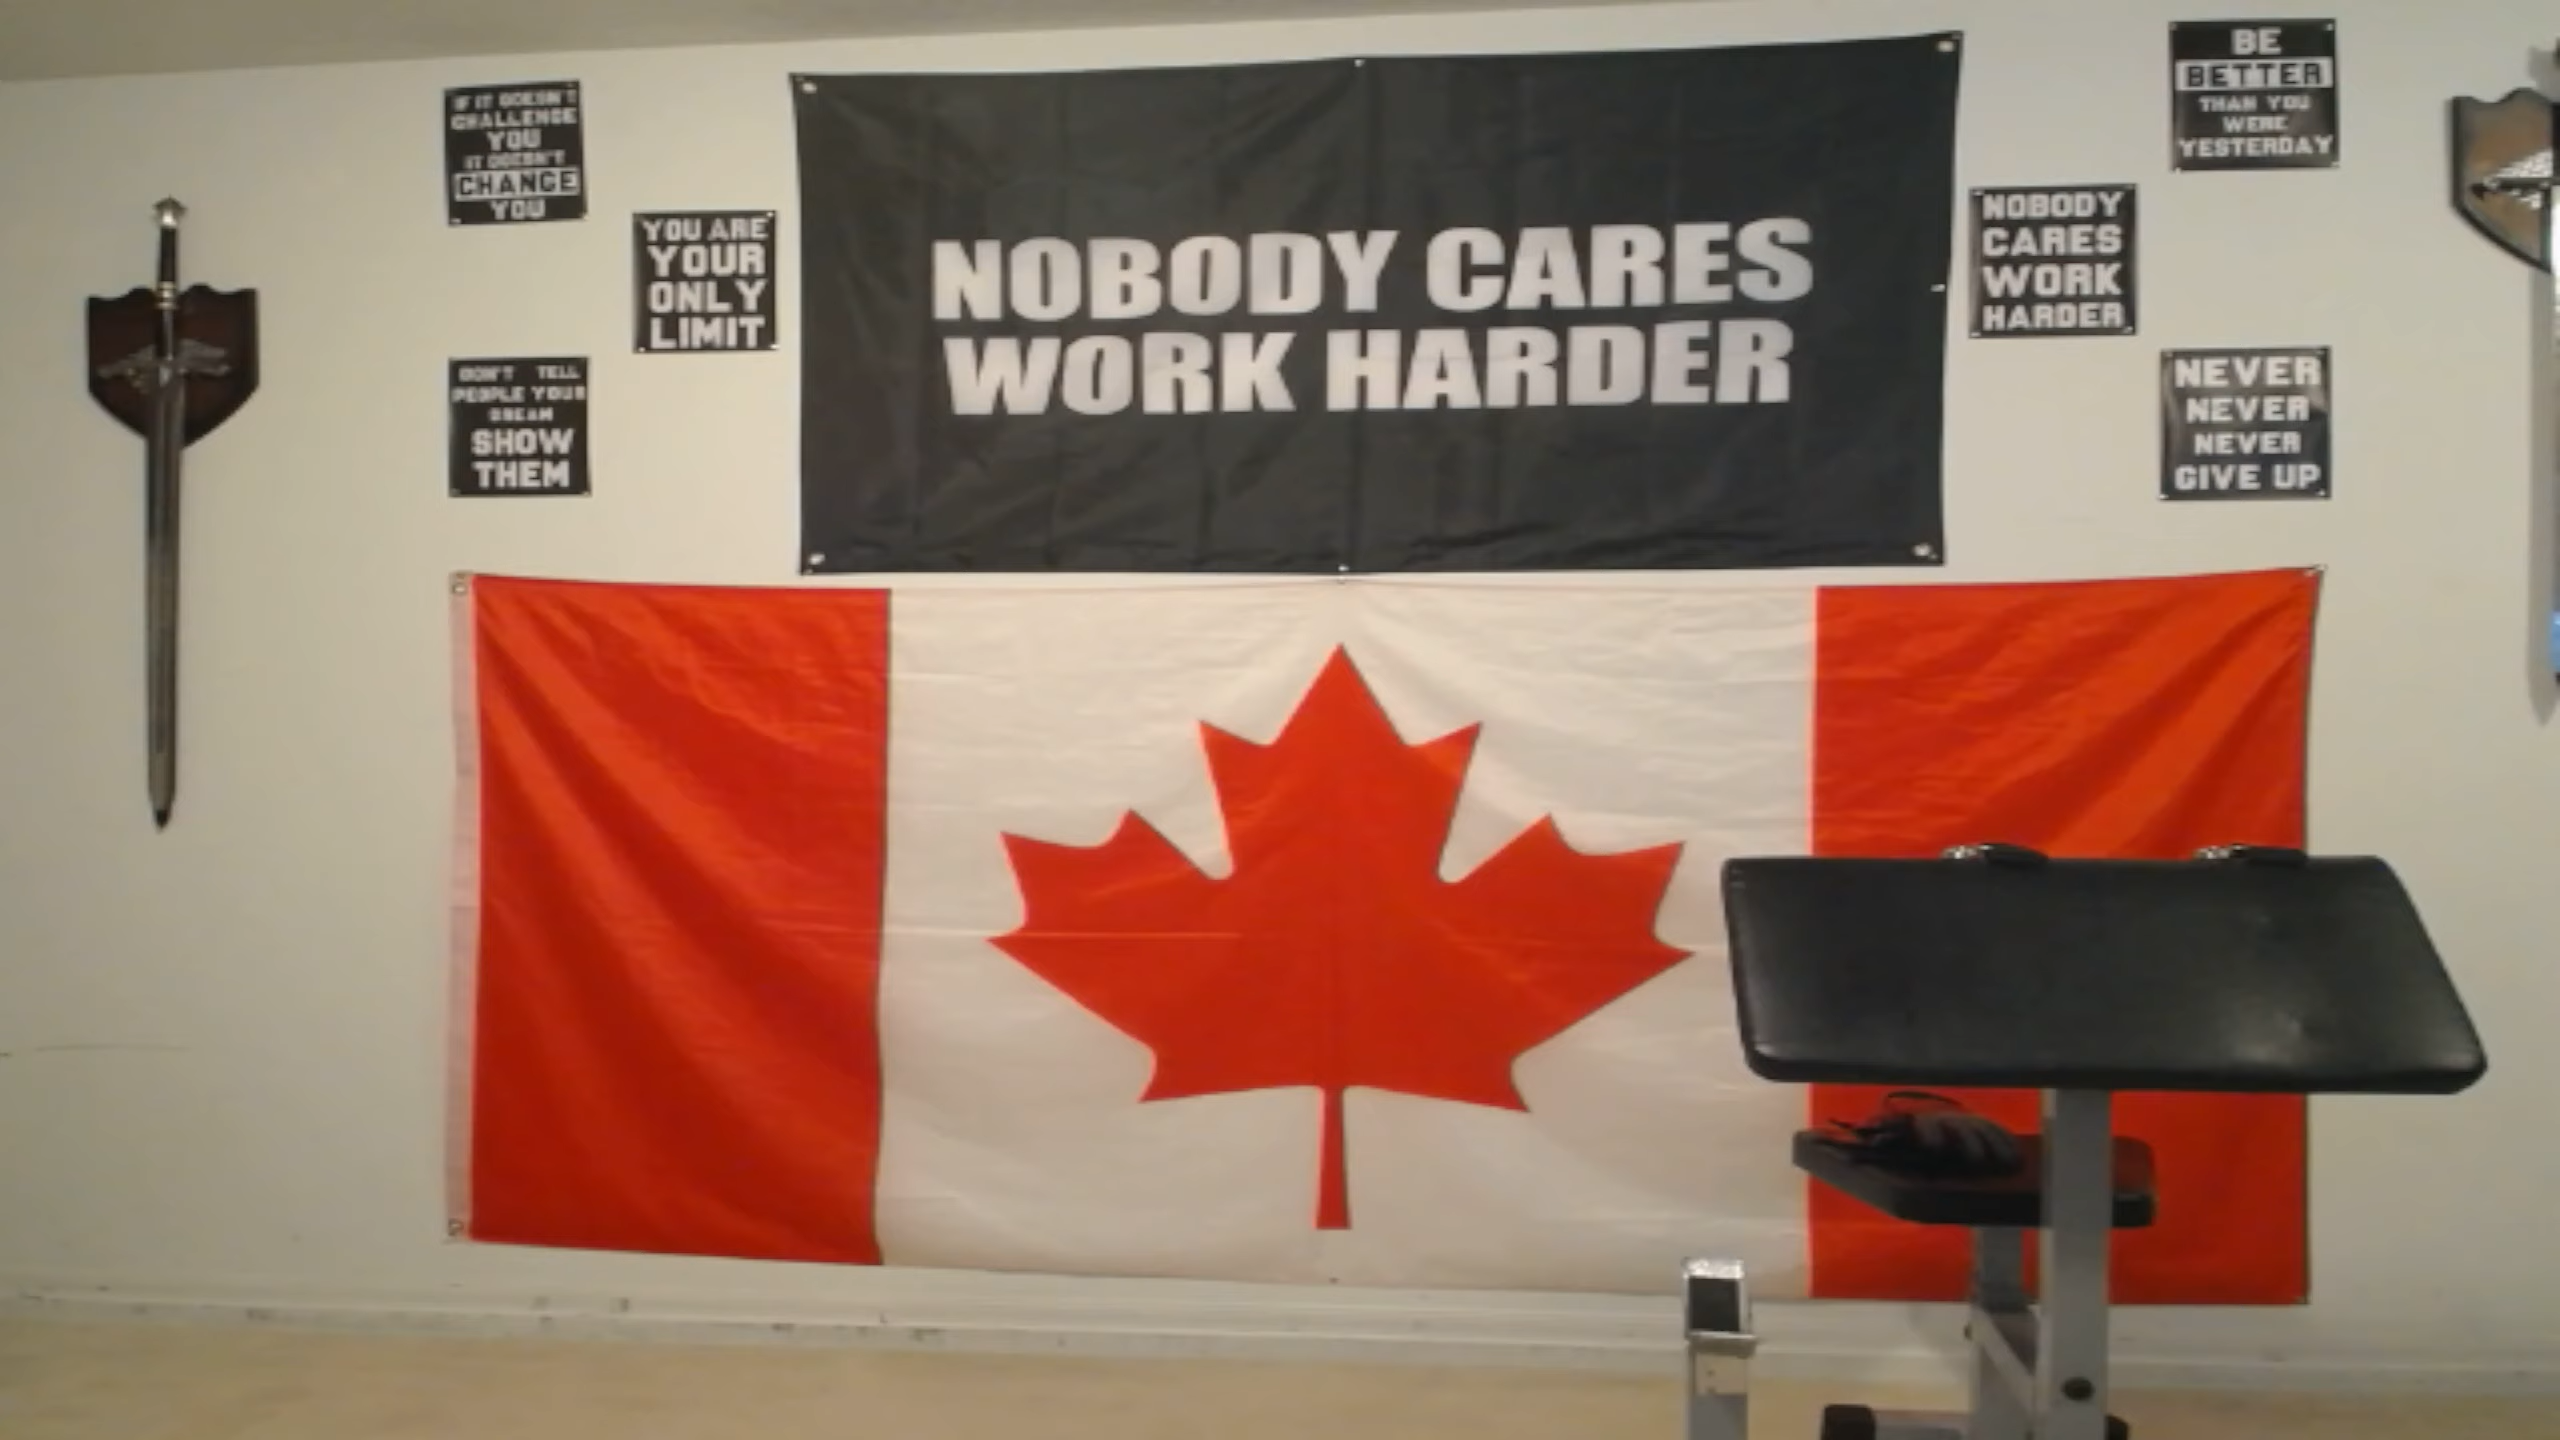 IF IT DOESN'T
CHALLENGE
YOU
IT DOESN'T
CHANGE
YOU
YOU ARE
YOUR
ONLY
LIMIT
DON'T TELL
PEOPLE YOUR
DREAM
SHOW
THEM
NOBODY CARES
WORK HARDER
BE
BETTER
THAN YOU
WERE
YESTERDAY
NOBODY
CARES
WORK
HARDER
NEVER
NEVER
NEVER
GIVE UP